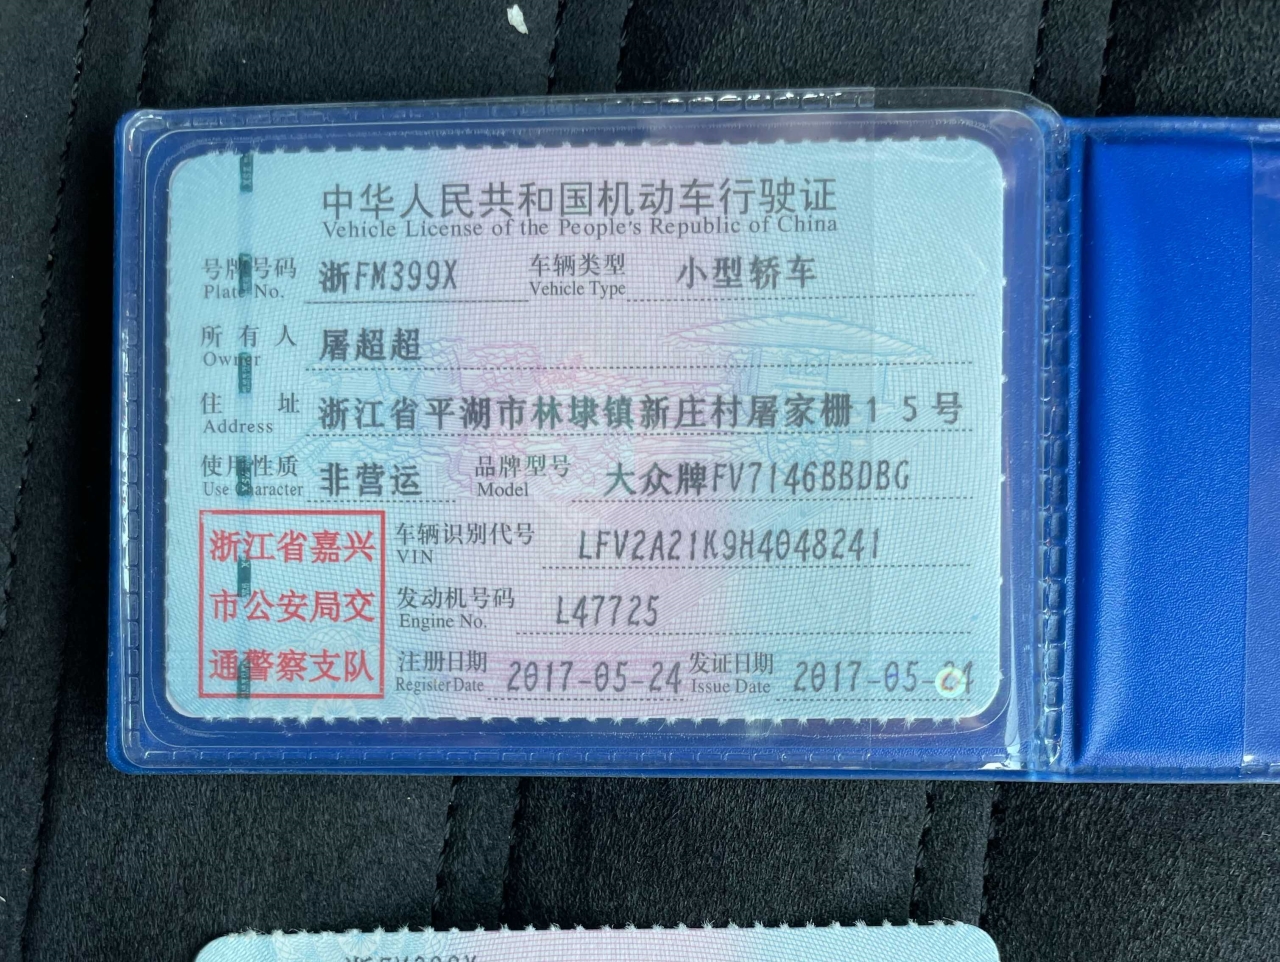 中华人民共和国机动车行驶证
Vehicle License of the People's Republic of China
号牌号码 浙FM399X 车辆类型 小型轿车
Plate No. Vehicle Type
所有人 屠超超
Owner
住址 浙江省平湖市林埭镇新庄村屠家栅15号
Address
使用性质 非营运 品牌型号 大众牌FV7146BBDBG
Use Character Model
浙江省嘉兴
市公安局交
通警察支队
车辆识别代号 LFV2A21K9H4048241
VIN
发动机号码 L47725
Engine No.
注册日期 2017-05-24 发证日期 2017-05-24
Register Date Issue Date